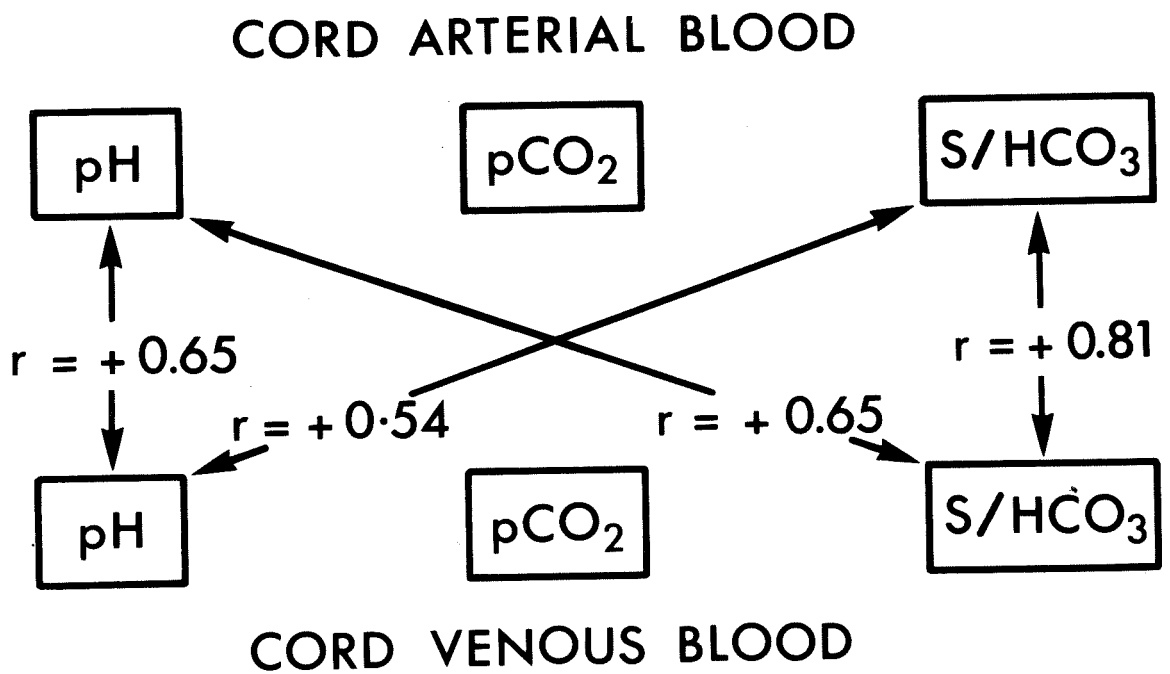 CORD ARTERIAL BLOOD
pH pCO₂ S/HCO₃
r = + 0.65 r = + 0.81
r = + 0·54 r = + 0.65
pH pCO₂ S/HCO₃
CORD VENOUS BLOOD